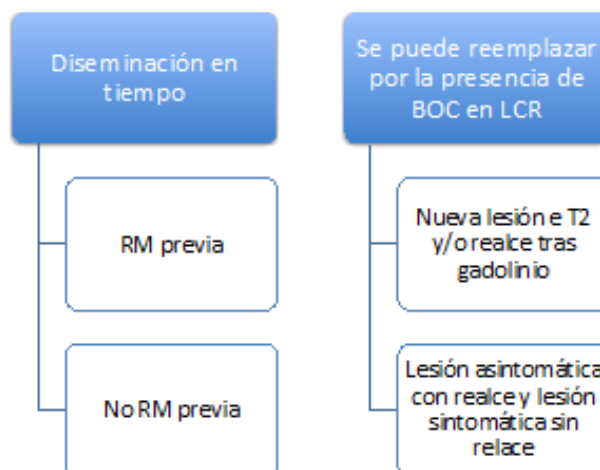 Diseminación en
tiempo
RM previa
No RM previa
Se puede reemplazar
por la presencia de
BOC en LCR
Nueva lesión e T2
y/o realce tras
gadolinio
Lesión asintomática
con realce y lesión
sintomática sin
relace